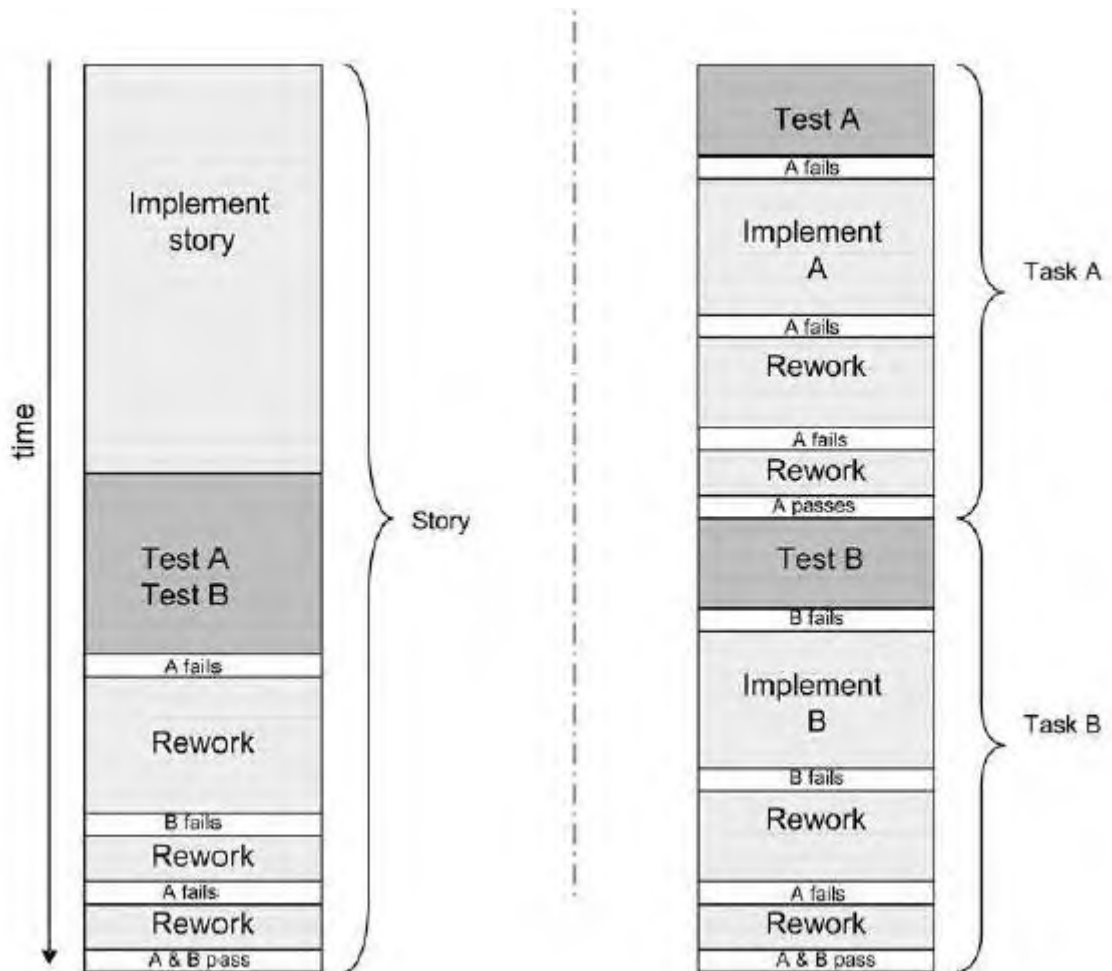 time
Implement
story
Test A
Test B
A fails
Rework
B fails
Rework
A fails
Rework
A & B pass
Story
Test A
A fails
Implement
A
A fails
Rework
A fails
Rework
A passes
Test B
B fails
Implement
B
B fails
Rework
A fails
Rework
A & B pass
Task A
Task B